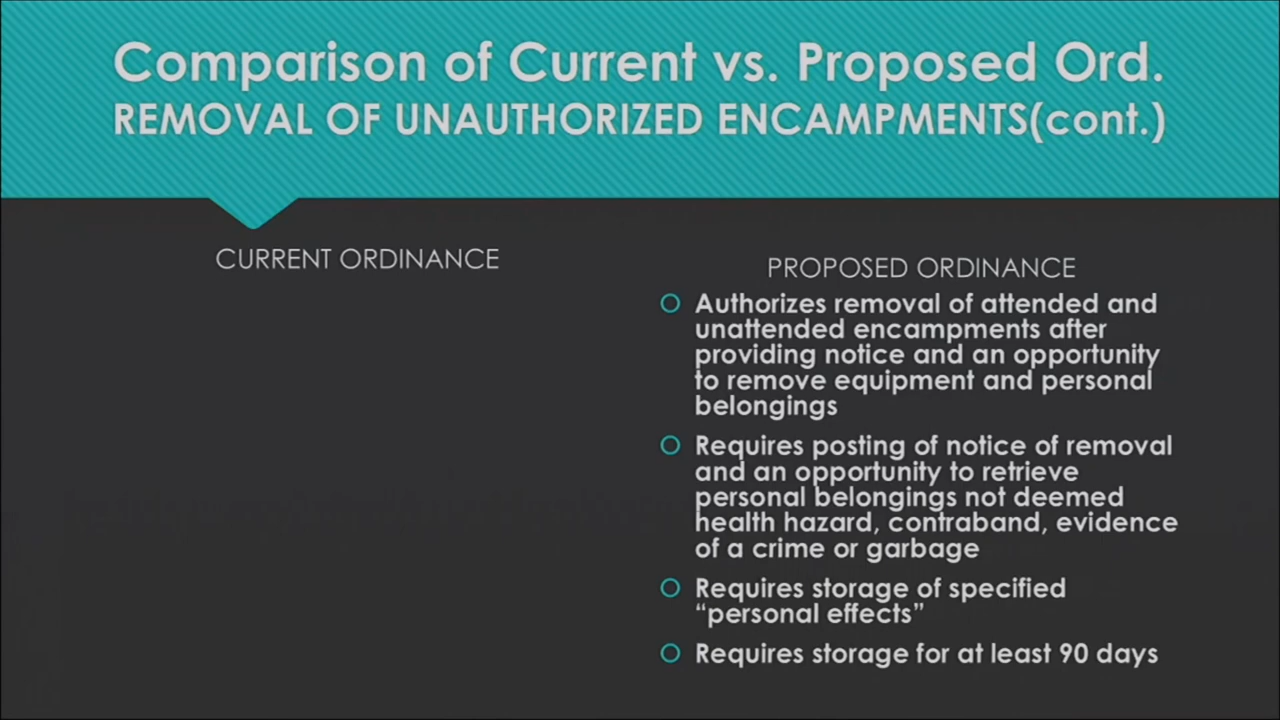 Comparison of Current vs. Proposed Ord.
REMOVAL OF UNAUTHORIZED ENCAMPMENTS(cont.)
CURRENT ORDINANCE
PROPOSED ORDINANCE
Authorizes removal of attended and
unattended encampments after
providing notice and an opportunity
to remove equipment and personal
belongings
Requires posting of notice of removal
and an opportunity to retrieve
personal belongings not deemed
health hazard, contraband, evidence
of a crime or garbage
Requires storage of specified
“personal effects”
Requires storage for at least 90 days